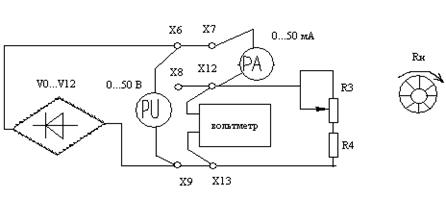 X6 X7
0...50 мА
PA
Rн
V0...V12
0...50 В
X8 X12
PU
R3
вольтметр
R4
X9 X13